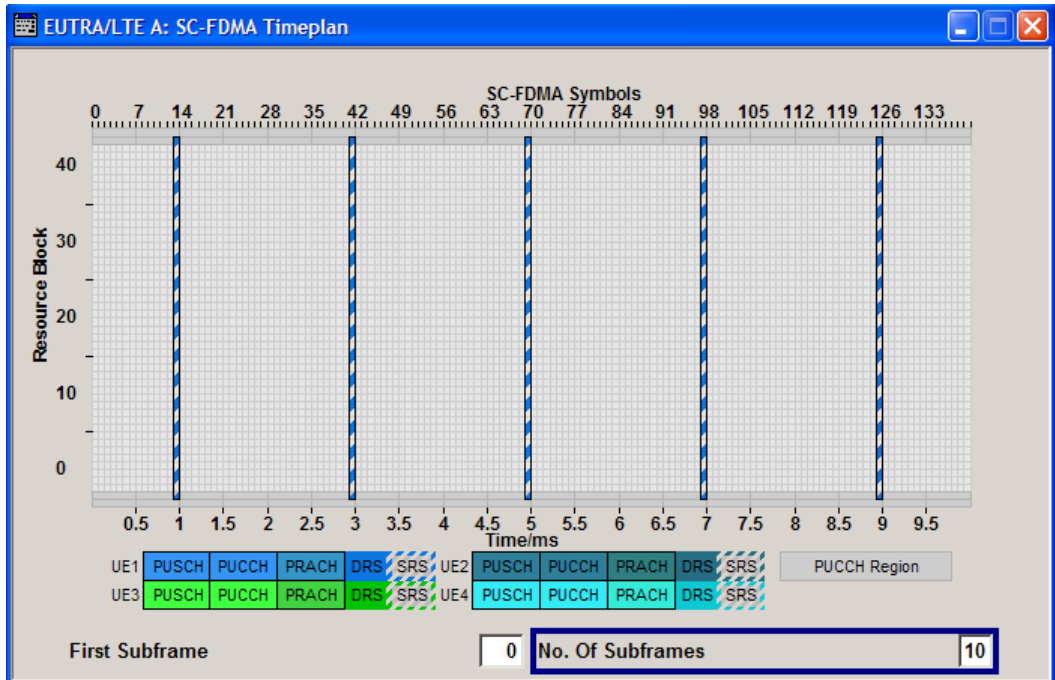 EUTRA/LTE A: SC-FDMA Timeplan
SC-FDMA Symbols
0 7 14 21 28 35 42 49 56 63 70 77 84 91 98 105 112 119 126 133
Resource Block
40
30
20
10
0
0.5 1 1.5 2 2.5 3 3.5 4 4.5 5 5.5 6 6.5 7 7.5 8 8.5 9 9.5
Time/ms
UE1 PUSCH PUCCH PRACH DRS SRS UE2 PUSCH PUCCH PRACH DRS SRS PUCCH Region
UE3 PUSCH PUCCH PRACH DRS SRS UE4 PUSCH PUCCH PRACH DRS SRS
First Subframe 0 No. Of Subframes 10